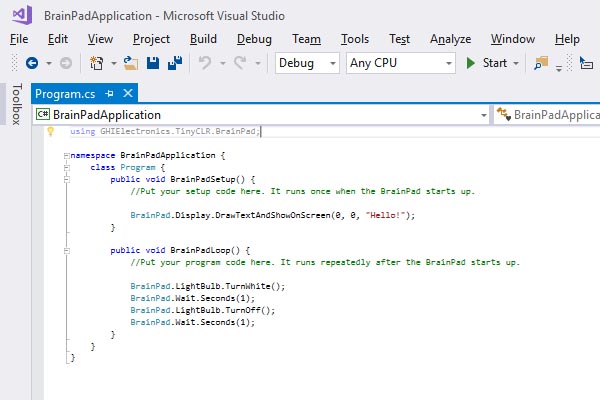 BrainPadApplication - Microsoft Visual Studio
File Edit View Project Build Debug Team Tools Test Analyze Window Help
Debug Any CPU Start
Toolbox
Program.cs
C# BrainPadApplication BrainPadApplica
using GHIElectronics.TinyCLR.BrainPad;
namespace BrainPadApplication {
class Program {
public void BrainPadSetup() {
//Put your setup code here. It runs once when the BrainPad starts up.
BrainPad.Display.DrawTextAndShowOnScreen(0, 0, "Hello!");
}
public void BrainPadLoop() {
//Put your program code here. It runs repeatedly after the BrainPad starts up.
BrainPad.LightBulb.TurnWhite();
BrainPad.Wait.Seconds(1);
BrainPad.LightBulb.TurnOff();
BrainPad.Wait.Seconds(1);
}
}
}